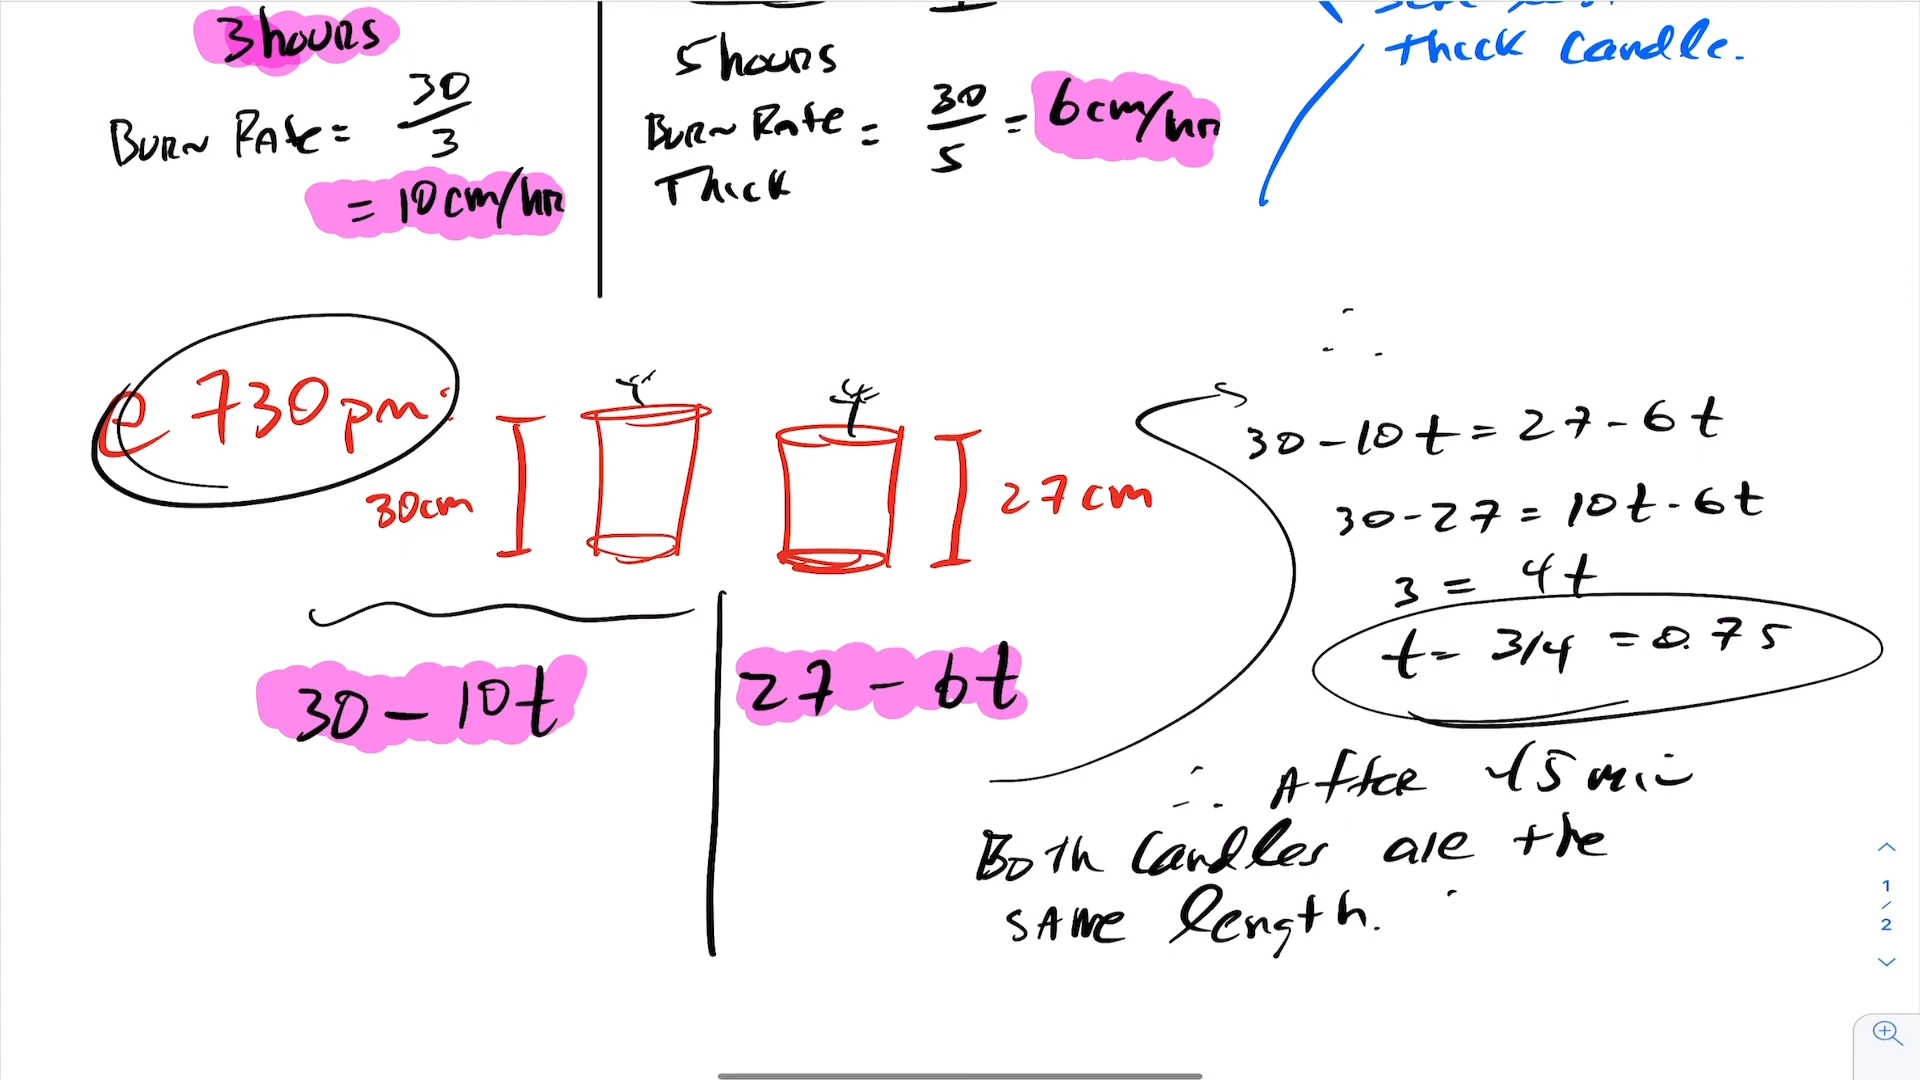 3 hours
Burn Rate = 30/3
= 10cm/hr
5 hours
Burn Rate = 30/5 = 6cm/hr
Thick
Thick Candle.
@ 730pm:
30cm
27cm
30 - 10t
27 - 6t
∴
30 - 10t = 27 - 6t
30 - 27 = 10t - 6t
3 = 4t
t = 3/4 = 0.75
∴ After 45 min
Both Candles are the
same length.
1
/
2